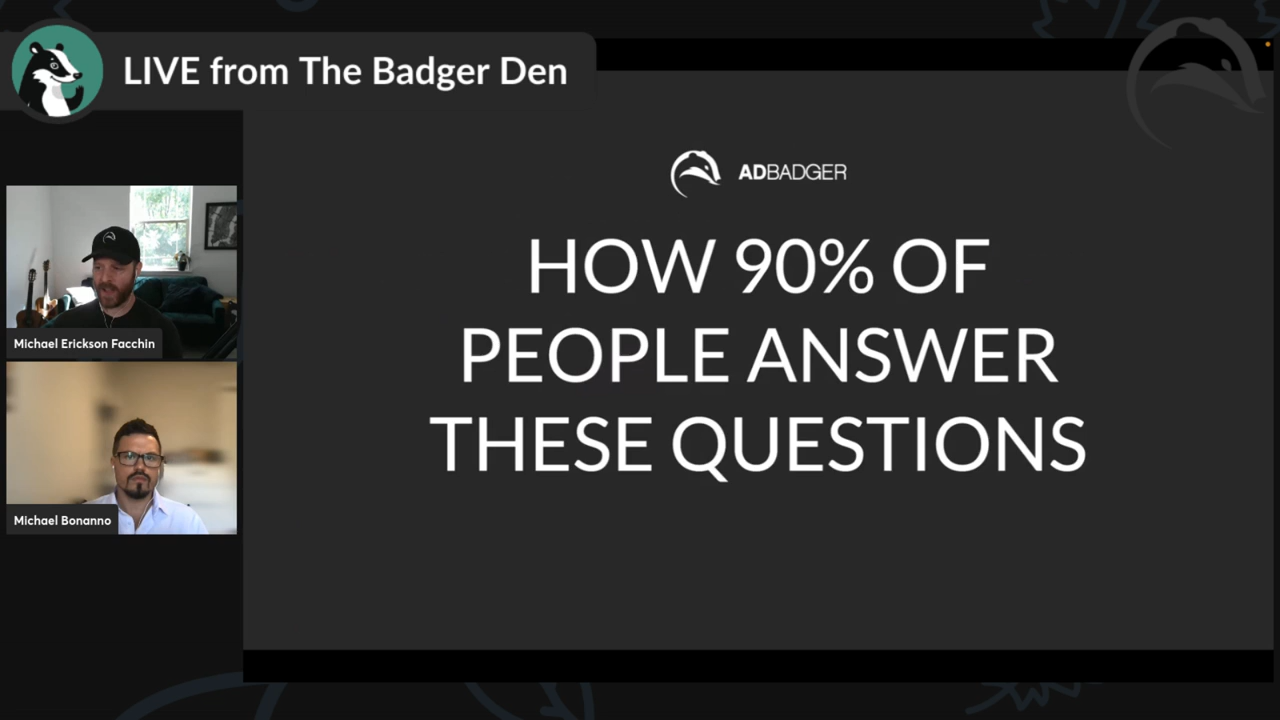 LIVE from The Badger Den
ADBADGER
HOW 90% OF
PEOPLE ANSWER
THESE QUESTIONS
Michael Erickson Facchin
Michael Bonanno